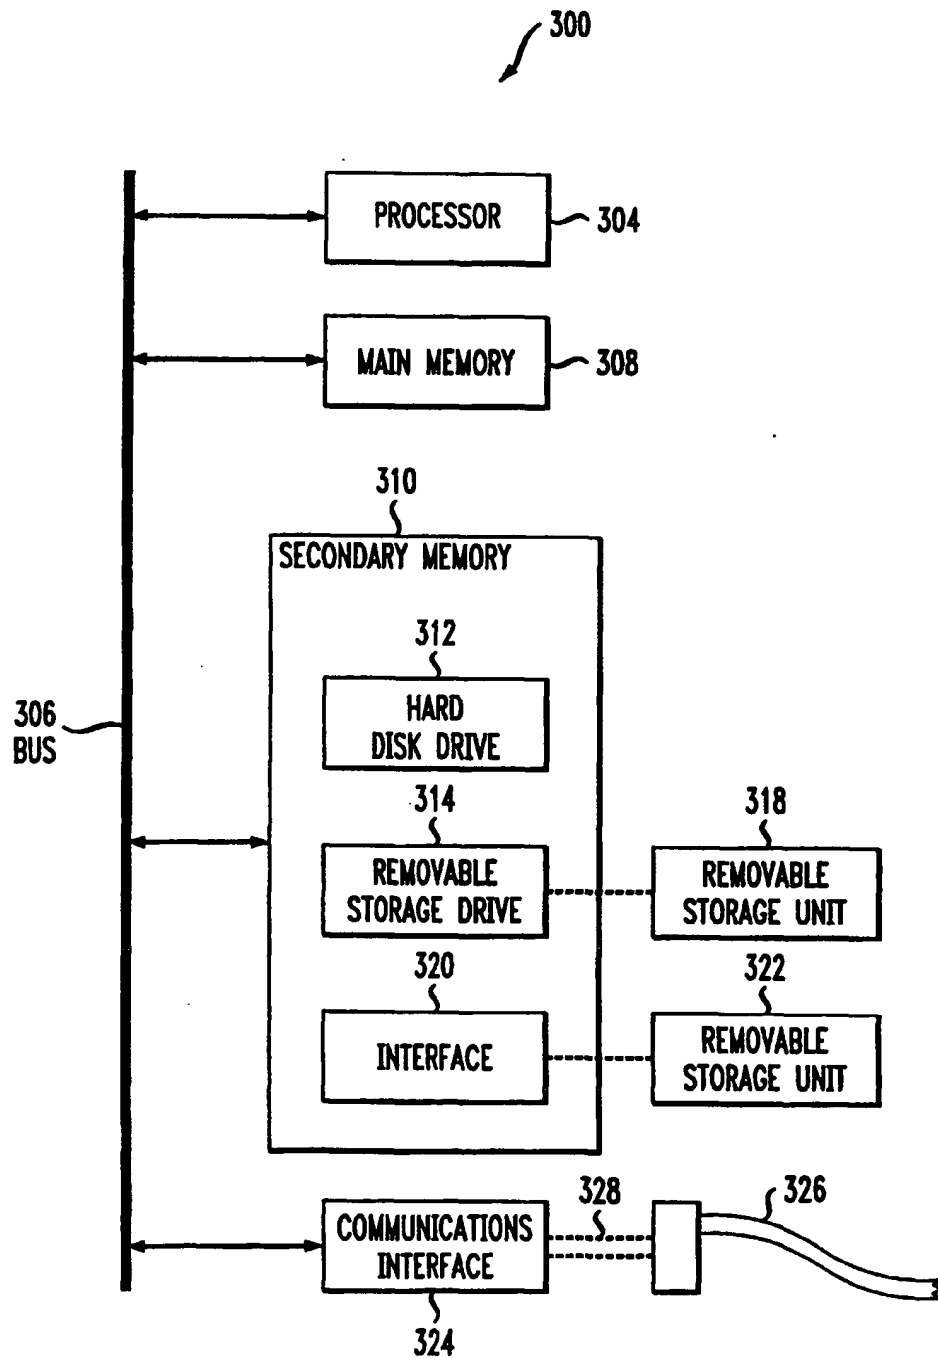 300
PROCESSOR
304
MAIN MEMORY
308
310
SECONDARY MEMORY
312
HARD
DISK DRIVE
306
BUS
314
REMOVABLE
STORAGE DRIVE
318
REMOVABLE
STORAGE UNIT
320
INTERFACE
322
REMOVABLE
STORAGE UNIT
COMMUNICATIONS
INTERFACE
324
328
326